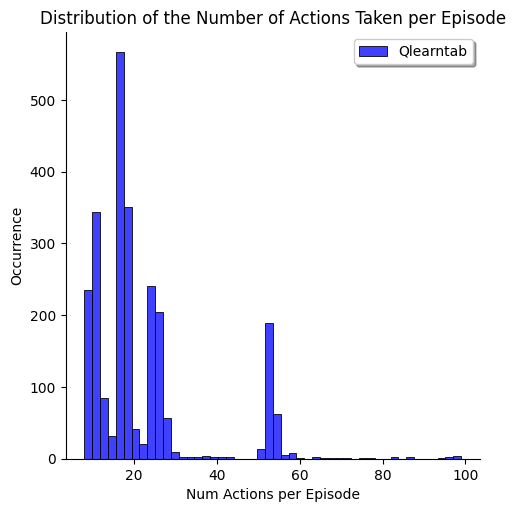 Distribution of the Number of Actions Taken per Episode
Qlearntab
500
400
300
200
100
0
Occurrence
20 40 60 80 100
Num Actions per Episode